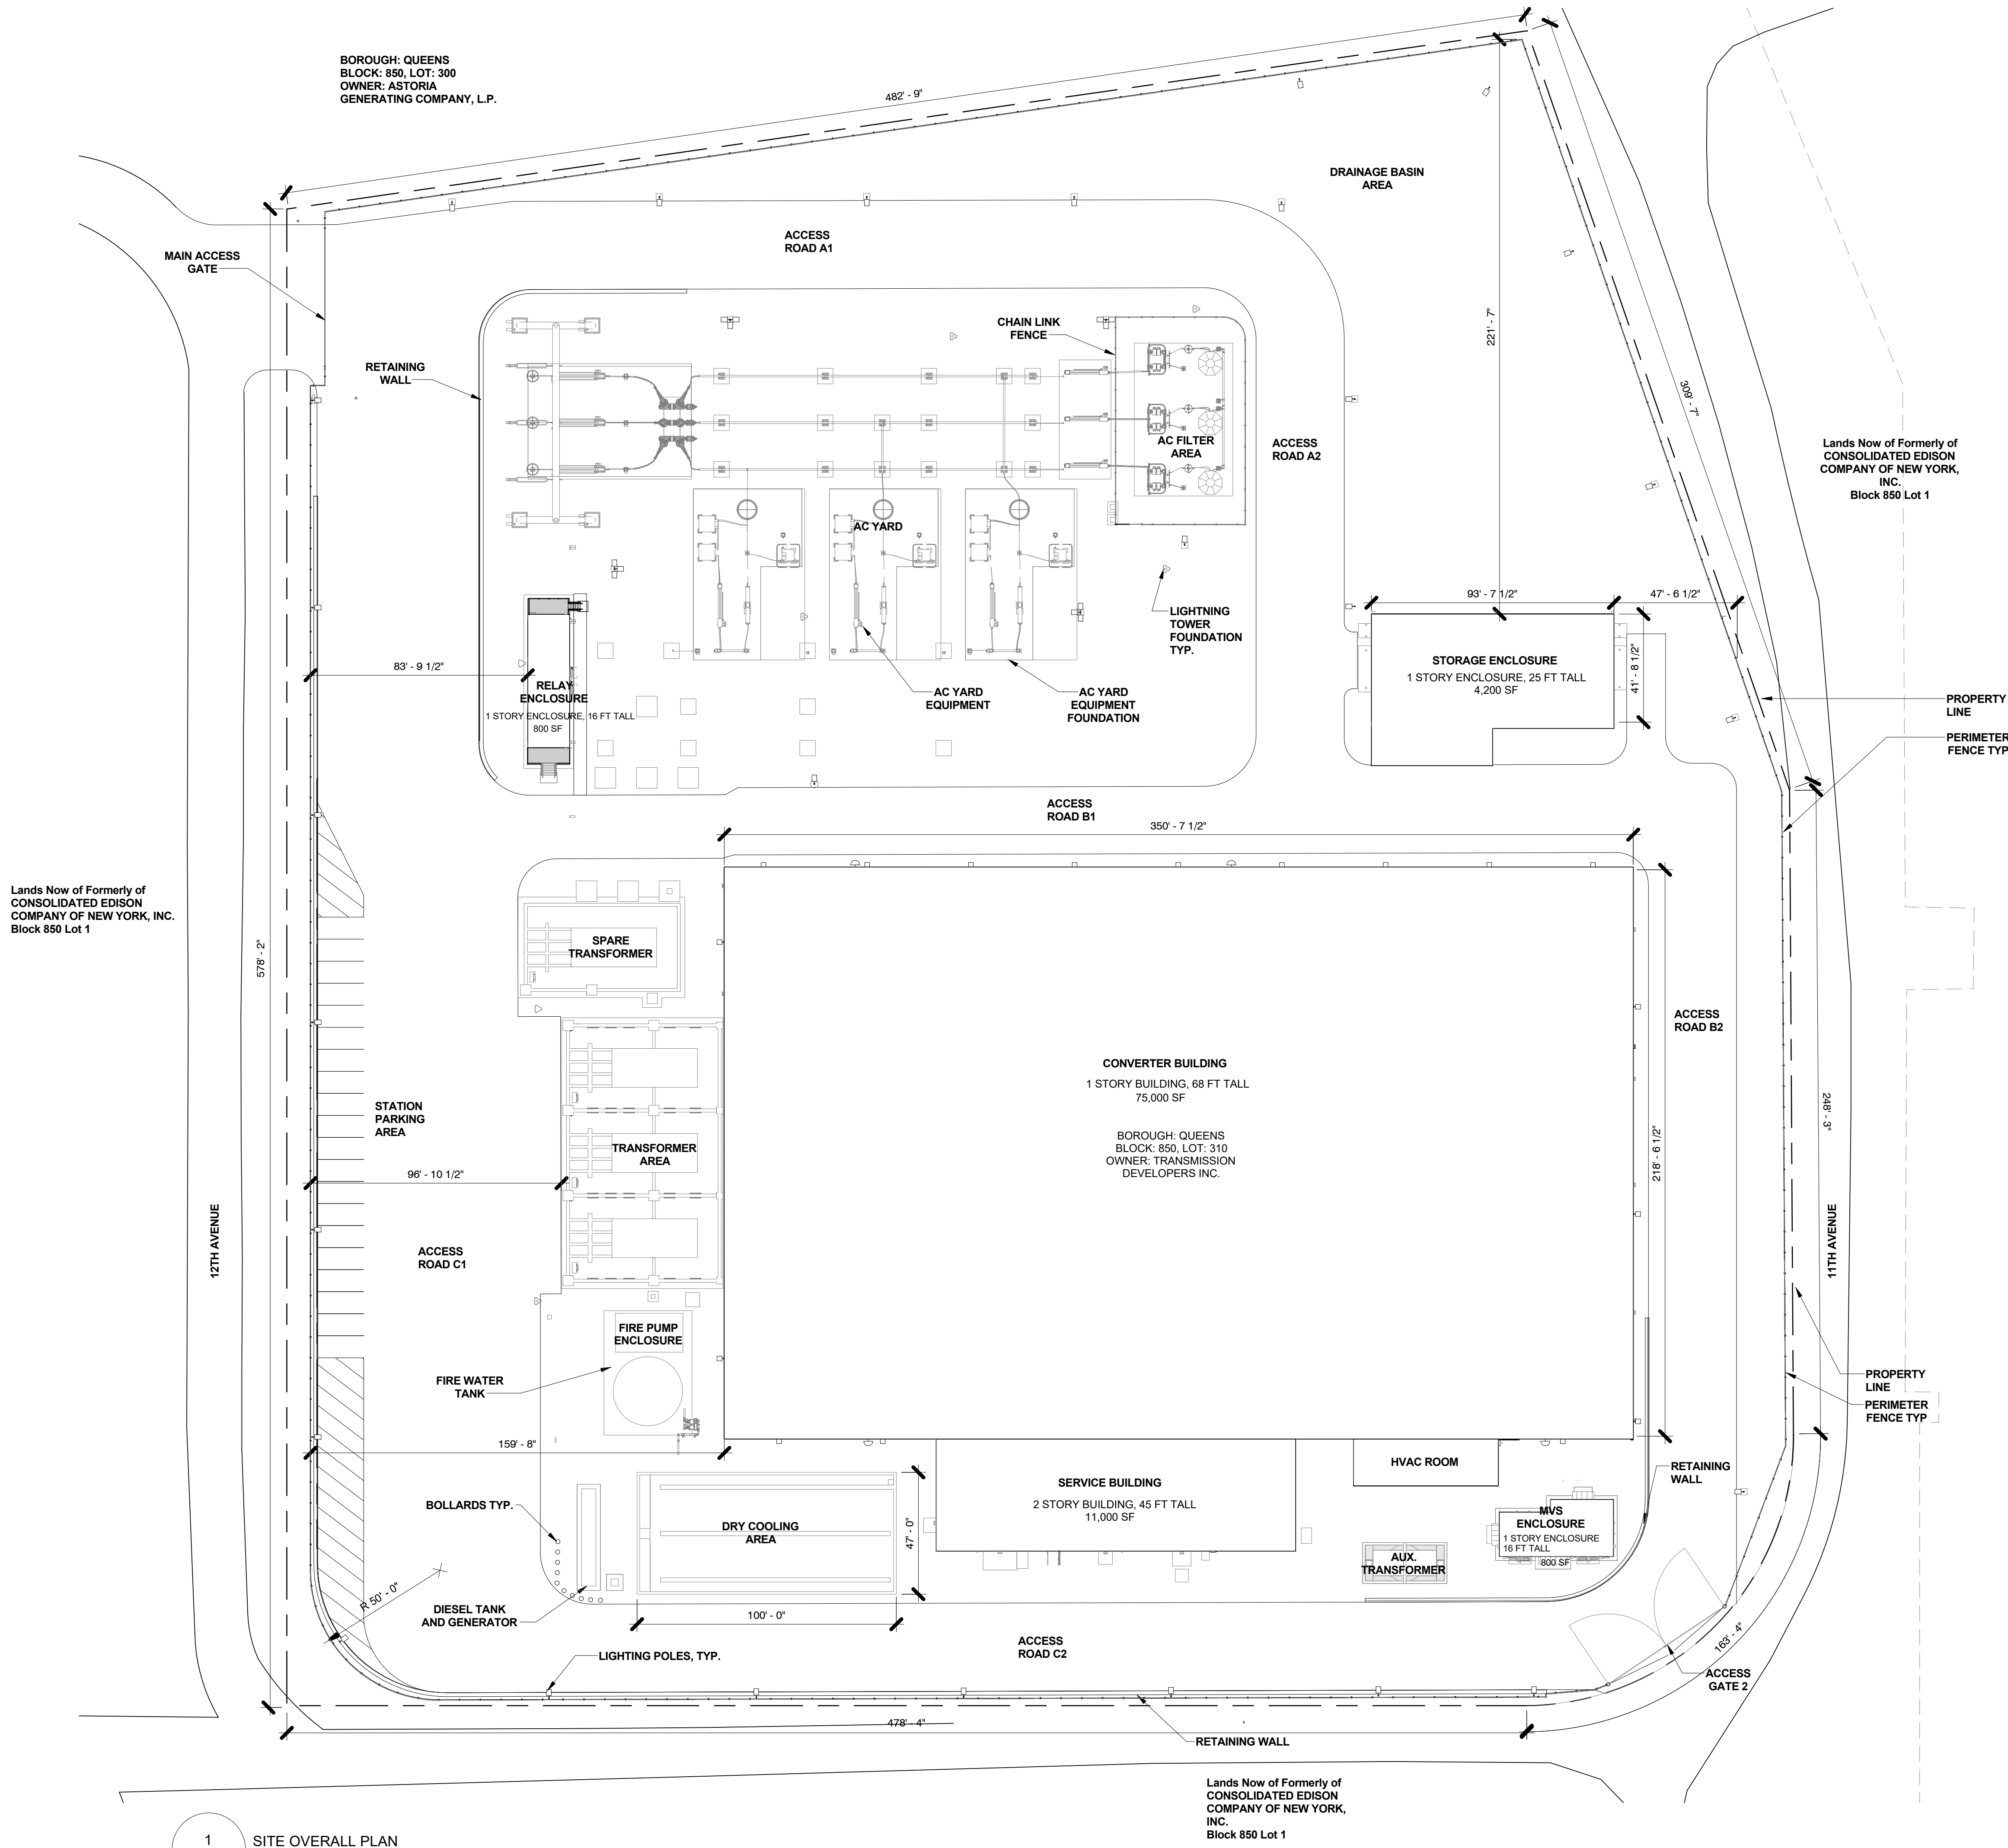 BOROUGH: QUEENS
BLOCK: 850, LOT: 300
OWNER: ASTORIA
GENERATING COMPANY, L.P.
482' - 9"
DRAINAGE BASIN
AREA
ACCESS
ROAD A1
MAIN ACCESS
GATE
CHAIN LINK
FENCE
221' - 7"
RETAINING
WALL
309' - 7"
AC FILTER
AREA
ACCESS
ROAD A2
Lands Now of Formerly of
CONSOLIDATED EDISON
COMPANY OF NEW YORK,
INC.
Block 850 Lot 1
AC YARD
93' - 7 1/2"
47' - 6 1/2"
LIGHTNING
TOWER
FOUNDATION
TYP.
83' - 9 1/2"
STORAGE ENCLOSURE
1 STORY ENCLOSURE, 25 FT TALL
4,200 SF
41' - 8 1/2"
RELAY
ENCLOSURE
1 STORY ENCLOSURE, 16 FT TALL
800 SF
AC YARD
EQUIPMENT
AC YARD
EQUIPMENT
FOUNDATION
PROPERTY
LINE
PERIMETER
FENCE TYP
ACCESS
ROAD B1
350' - 7 1/2"
Lands Now of Formerly of
CONSOLIDATED EDISON
COMPANY OF NEW YORK, INC.
Block 850 Lot 1
578' - 2"
SPARE
TRANSFORMER
ACCESS
ROAD B2
CONVERTER BUILDING
1 STORY BUILDING, 68 FT TALL
75,000 SF
BOROUGH: QUEENS
BLOCK: 850, LOT: 310
OWNER: TRANSMISSION
DEVELOPERS INC.
STATION
PARKING
AREA
TRANSFORMER
AREA
248' - 3"
218' - 6 1/2"
96' - 10 1/2"
12TH AVENUE
11TH AVENUE
ACCESS
ROAD C1
FIRE PUMP
ENCLOSURE
FIRE WATER
TANK
PROPERTY
LINE
PERIMETER
FENCE TYP
159' - 8"
HVAC ROOM
RETAINING
WALL
SERVICE BUILDING
2 STORY BUILDING, 45 FT TALL
11,000 SF
BOLLARDS TYP.
DRY COOLING
AREA
47' - 0"
MVS
ENCLOSURE
1 STORY ENCLOSURE
16 FT TALL
800 SF
AUX.
TRANSFORMER
R 50' - 0"
DIESEL TANK
AND GENERATOR
100' - 0"
ACCESS
ROAD C2
163' - 4"
LIGHTING POLES, TYP.
ACCESS
GATE 2
478' - 4"
RETAINING WALL
Lands Now of Formerly of
CONSOLIDATED EDISON
COMPANY OF NEW YORK,
INC.
Block 850 Lot 1
1
SITE OVERALL PLAN